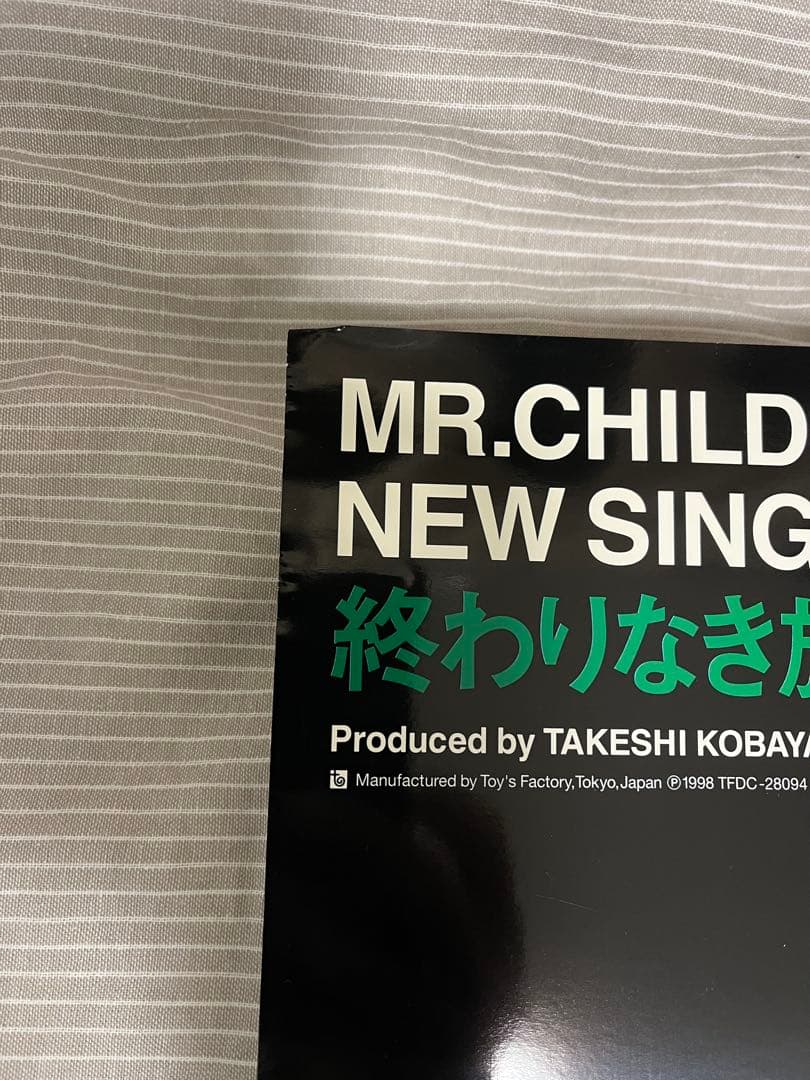 MR.CHILD
NEW SING
終わりなき
Produced by TAKESHI KOBAYA
Manufactured by Toy's Factory,Tokyo,Japan ℗1998 TFDC-28094